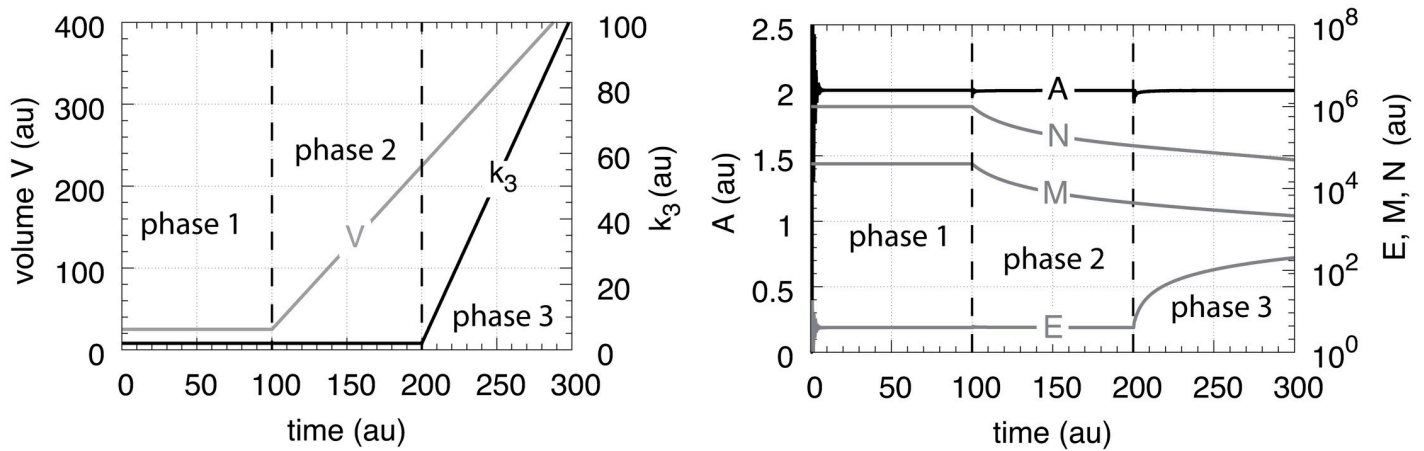 400
300
200
100
0
volume V (au)
phase 1
phase 2
phase 3
V
k3
100
80
60
40
20
0
k3 (au)
0 50 100 150 200 250 300
time (au)
2.5
2
1.5
1
0.5
0
A (au)
A
N
M
E
phase 1
phase 2
phase 3
10^8
10^6
10^4
10^2
10^0
E, M, N (au)
0 50 100 150 200 250 300
time (au)